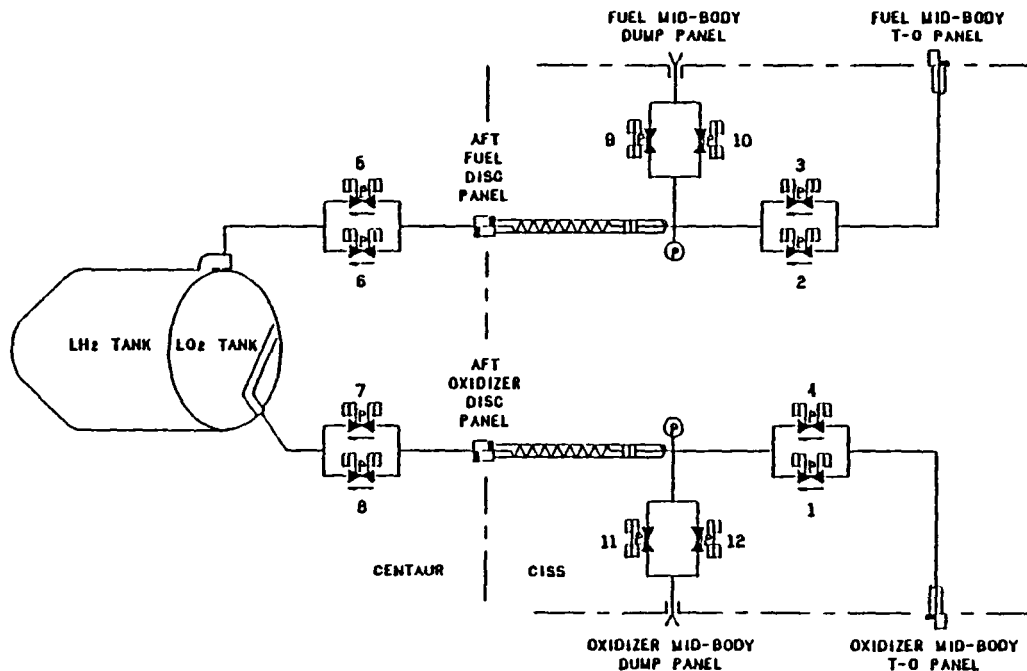 FUEL MID-BODY
DUMP PANEL
FUEL MID-BODY
T-O PANEL
AFT
FUEL
DISC
PANEL
9
10
5
3
P
P
P
P
6
2
P
P
P
LH₂ TANK
LO₂ TANK
AFT
OXIDIZER
DISC
PANEL
7
4
P
P
P
8
1
P
P
11
12
P
P
CENTAUR
CISS
OXIDIZER MID-BODY
DUMP PANEL
OXIDIZER MID-BODY
T-O PANEL